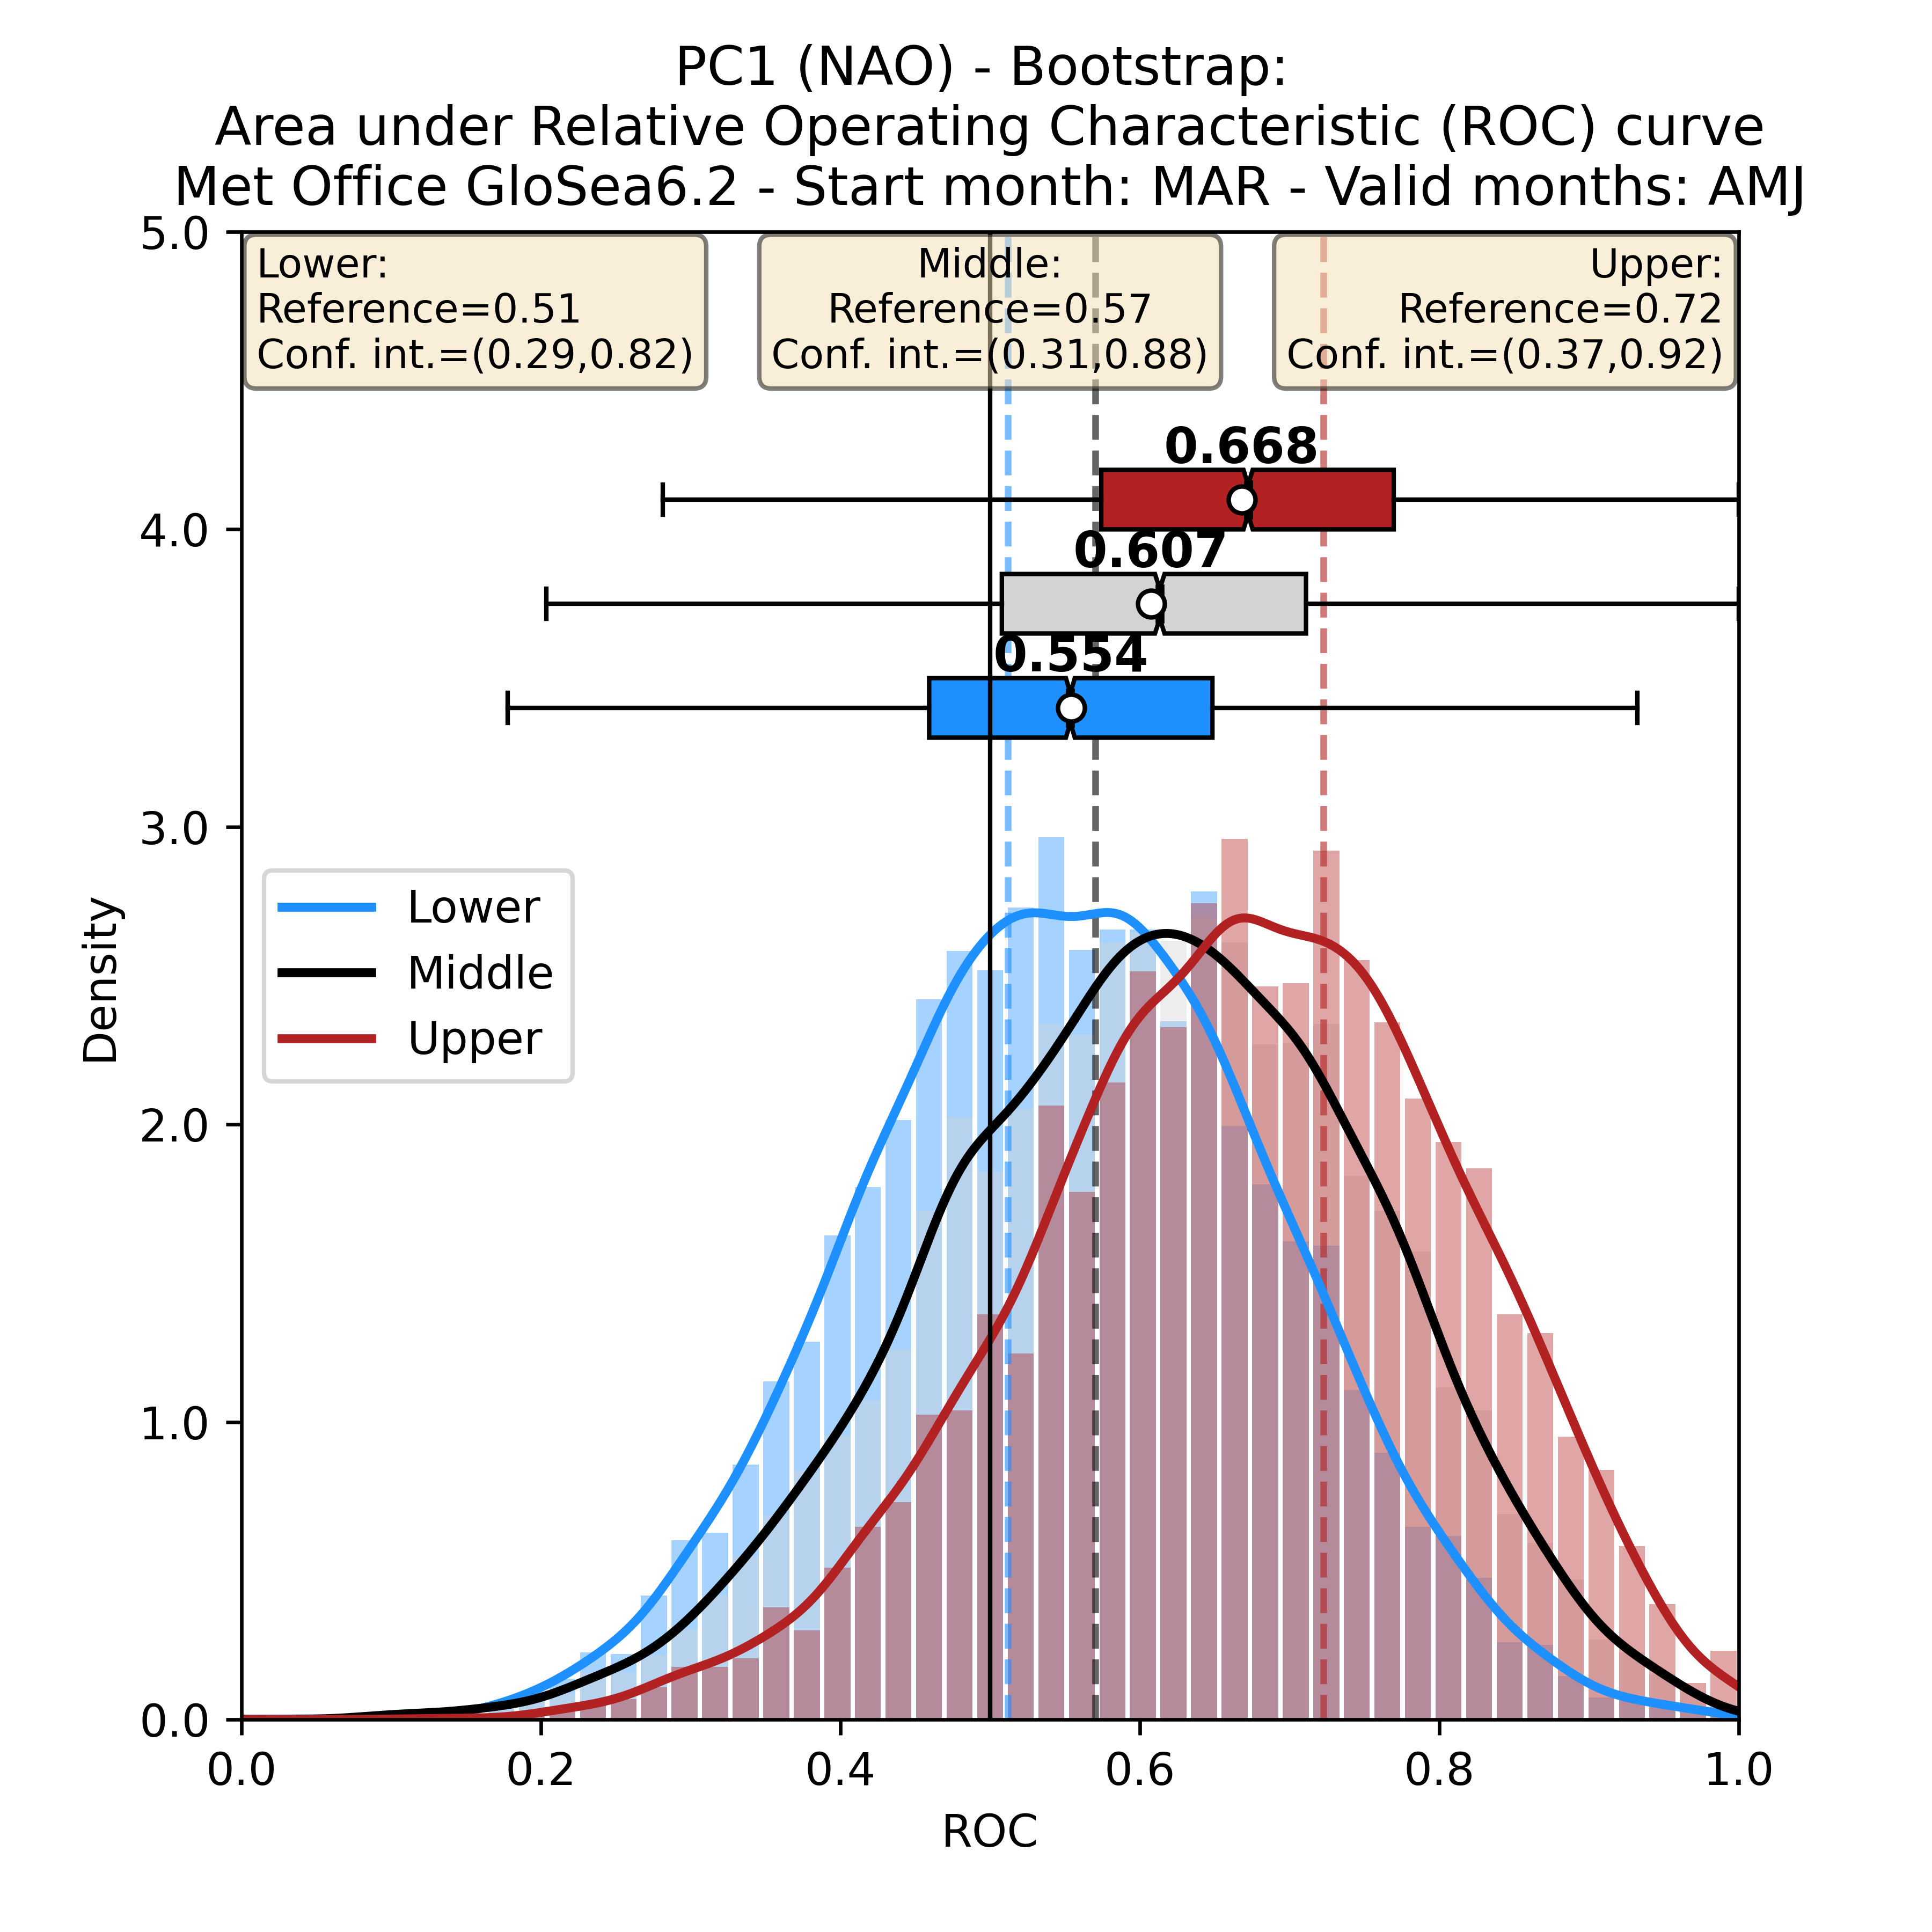 PC1 (NAO) - Bootstrap:
Area under Relative Operating Characteristic (ROC) curve
Met Office GloSea6.2 - Start month: MAR - Valid months: AMJ
Lower:
Reference=0.51
Conf. int.=(0.29,0.82)
Middle:
Reference=0.57
Conf. int.=(0.31,0.88)
Upper:
Reference=0.72
Conf. int.=(0.37,0.92)
0.668
0.607
0.554
Lower
Middle
Upper
Density
5.0
4.0
3.0
2.0
1.0
0.0
0.0
0.2
0.4
0.6
0.8
1.0
ROC